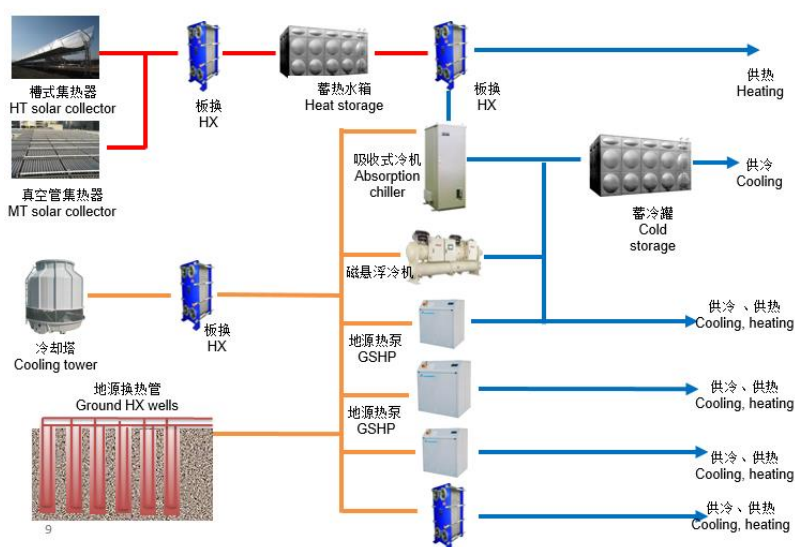 槽式集热器
HT solar collector
板换
HX
蓄热水箱
Heat storage
板换
HX
供热
Heating
真空管集热器
MT solar collector
吸收式冷机
Absorption
chiller
蓄冷罐
Cold
storage
供冷
Cooling
磁悬浮冷机
冷却塔
Cooling tower
板换
HX
地源热泵
GSHP
供冷 、供热
Cooling, heating
地源换热管
Ground HX wells
地源热泵
GSHP
供冷、供热
Cooling, heating
供冷、供热
Cooling, heating
供冷、供热
Cooling, heating
9